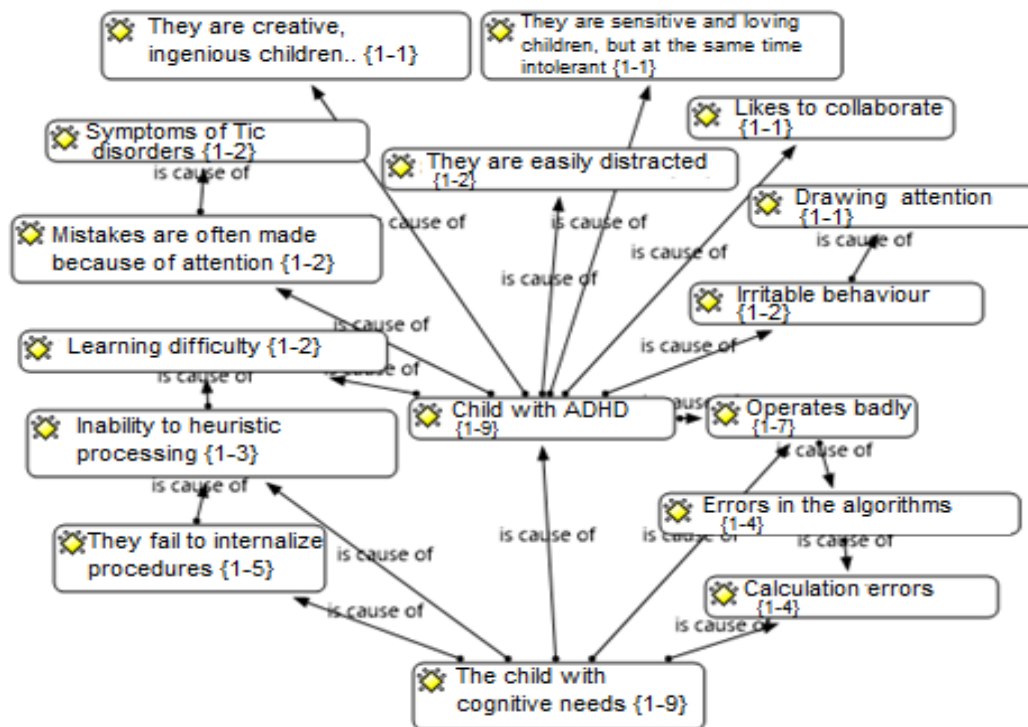 They are creative,
ingenious children.. {1-1}
They are sensitive and loving
children, but at the same time
intolerant {1-1}
Likes to collaborate
{1-1}
Symptoms of Tic
disorders {1-2}
is cause of
They are easily distracted
{1-2}
Drawing attention
{1-1}
is cause of
Mistakes are often made
because of attention {1-2}
is cause of
is cause of
is cause of
is cause of
Irritable behaviour
{1-2}
is cause of
is cause of
Learning difficulty {1-2}
is cause of
is cause of
Child with ADHD
{1-9}
is cause of
Operates badly
{1-7}
is cause of
Inability to heuristic
processing {1-3}
is cause of
Errors in the algorithms
{1-4}
is cause of
They fail to internalize
procedures {1-5}
is cause of
is cause of
is cause of
Calculation errors
{1-4}
is cause of
is cause of
The child with
cognitive needs {1-9}